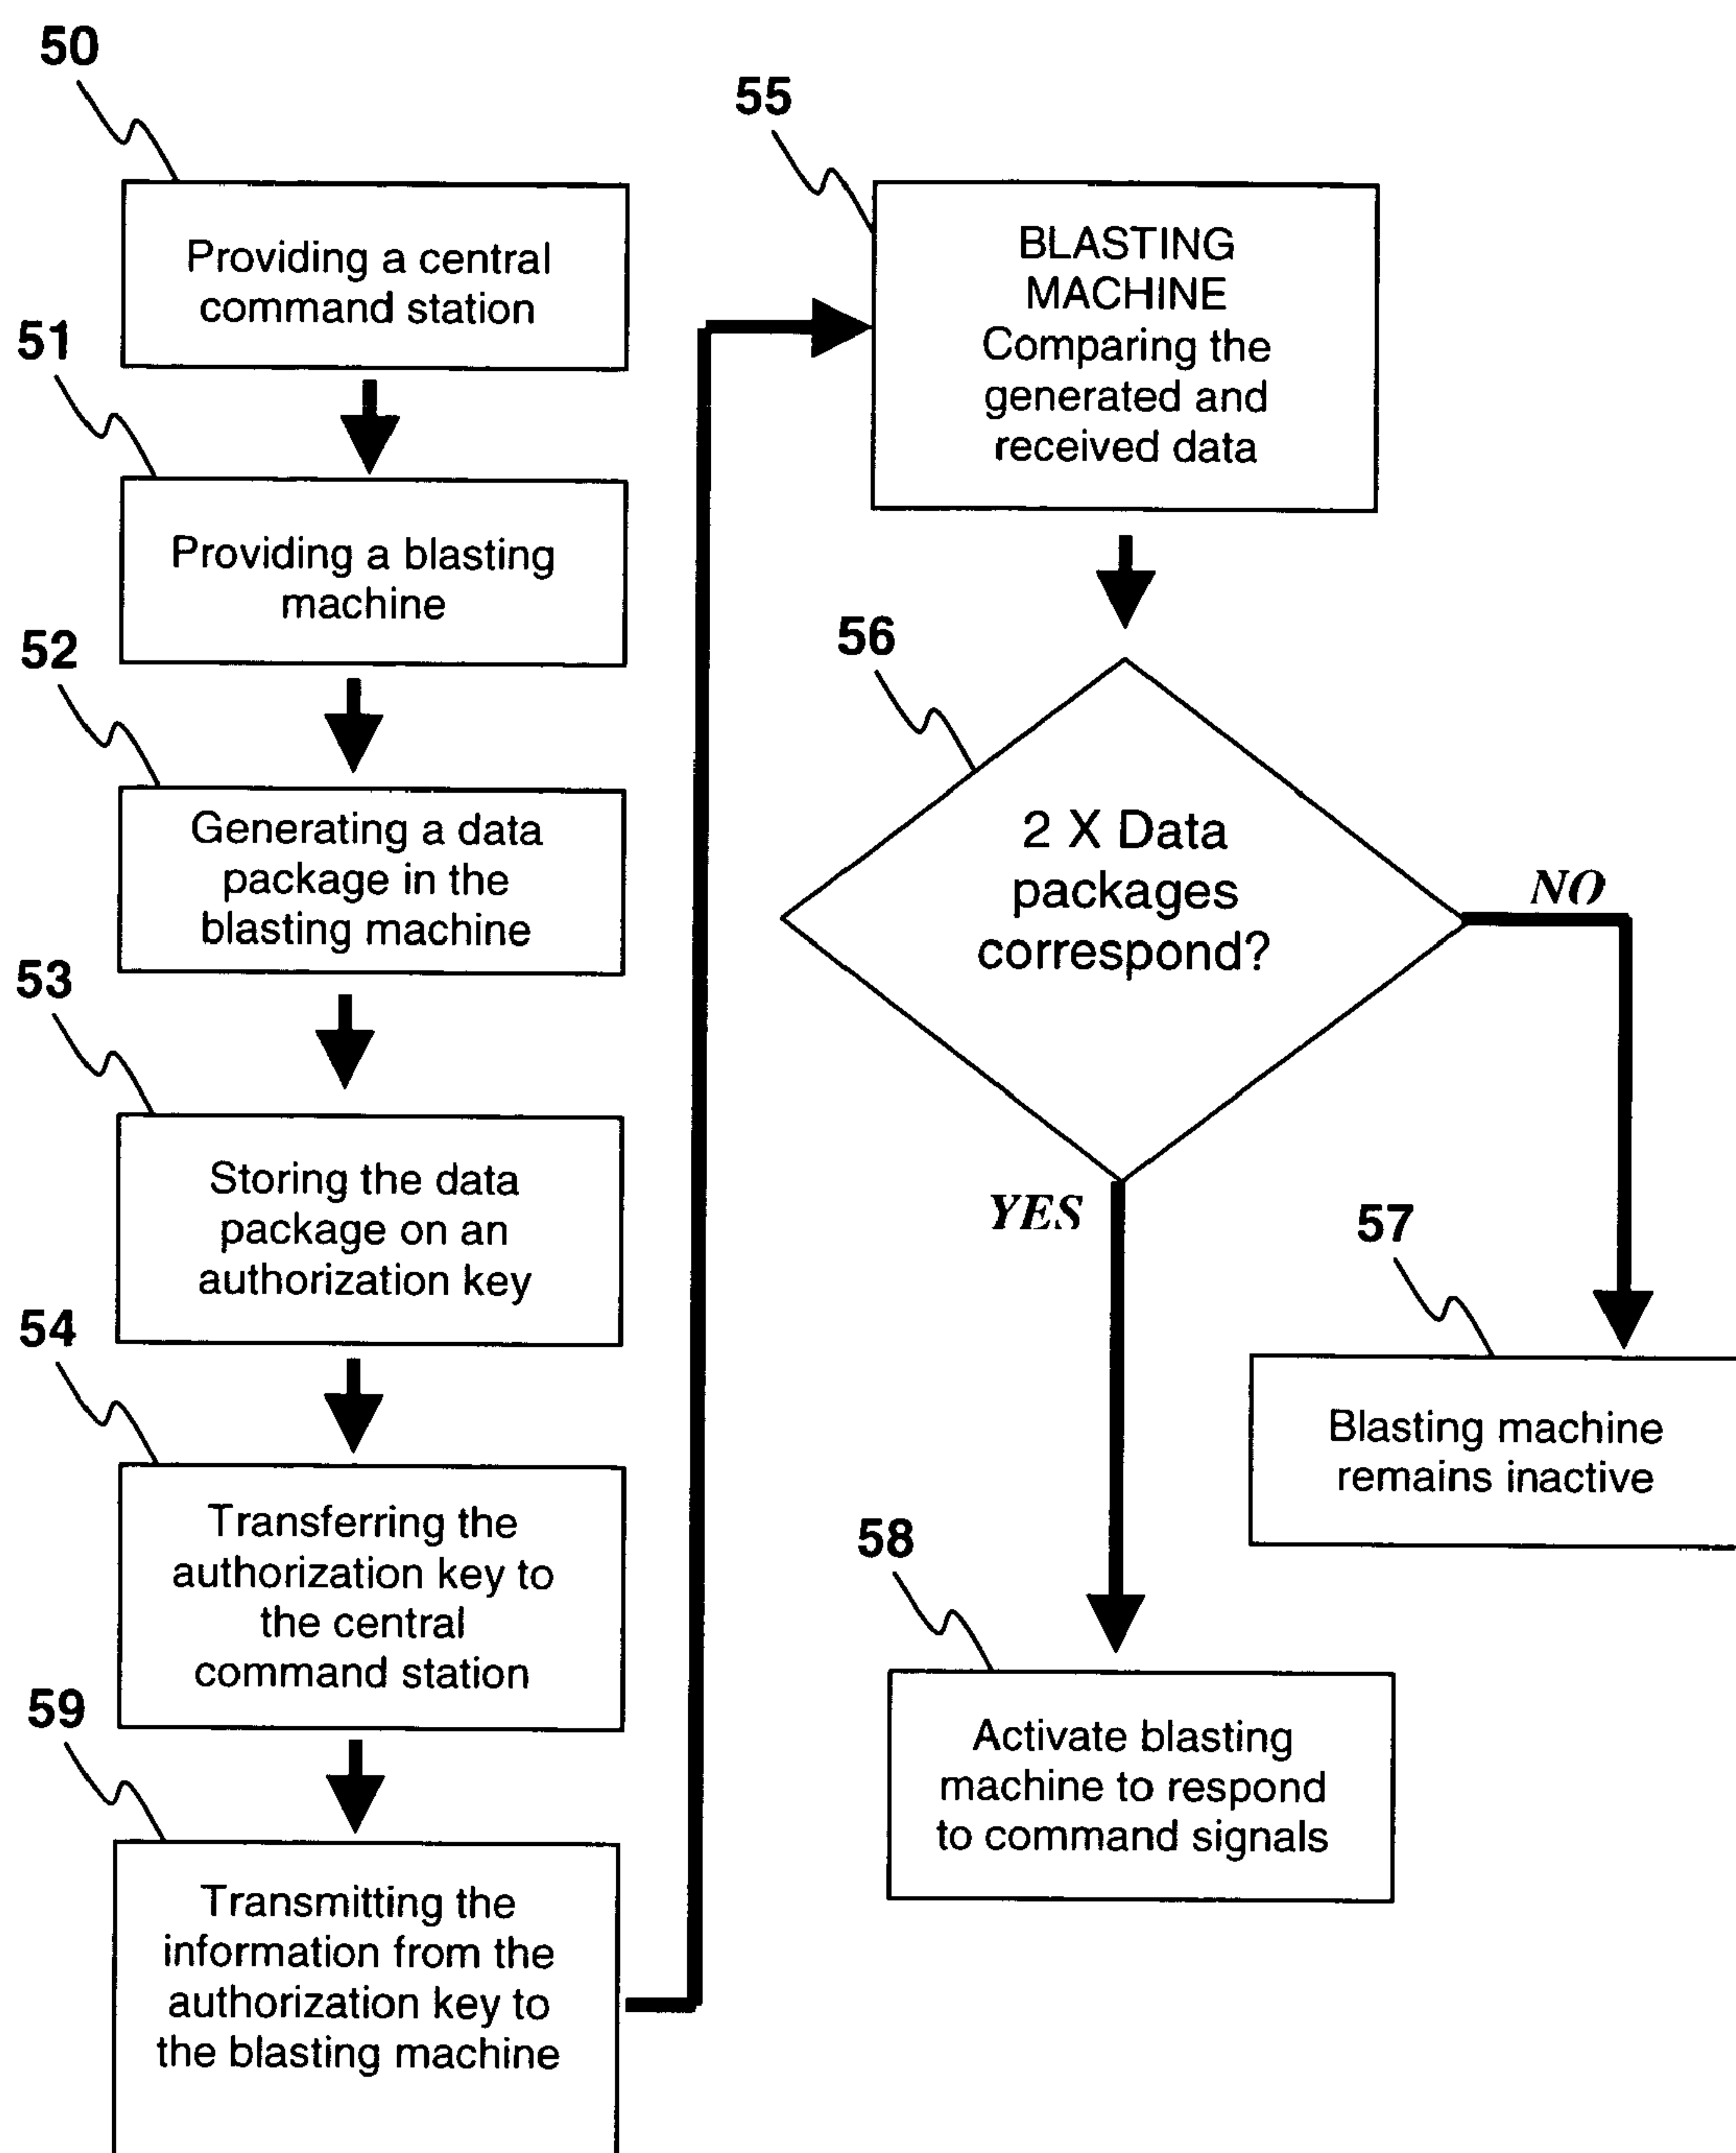 50
Providing a central
command station
51
Providing a blasting
machine
52
Generating a data
package in the
blasting machine
53
Storing the data
package on an
authorization key
54
Transferring the
authorization key to
the central
command station
59
Transmitting the
information from the
authorization key to
the blasting machine
55
BLASTING
MACHINE
Comparing the
generated and
received data
56
2 X Data
packages
correspond?
NO
YES
57
Blasting machine
remains inactive
58
Activate blasting
machine to respond
to command signals